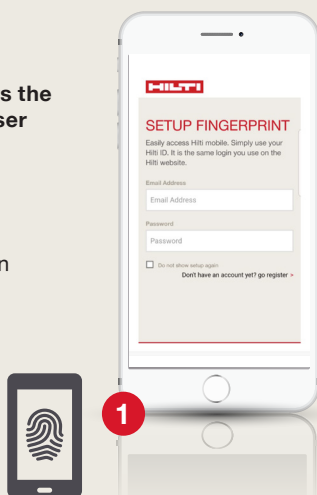 s the
ser
n
HILTI
SETUP FINGERPRINT
Easily access Hilti mobile. Simply use your
Hilti ID. It is the same login you use on the
Hilti website.
Email Address
Email Address
Password
Password
Do not show setup again
Don't have an account yet? go register >
1